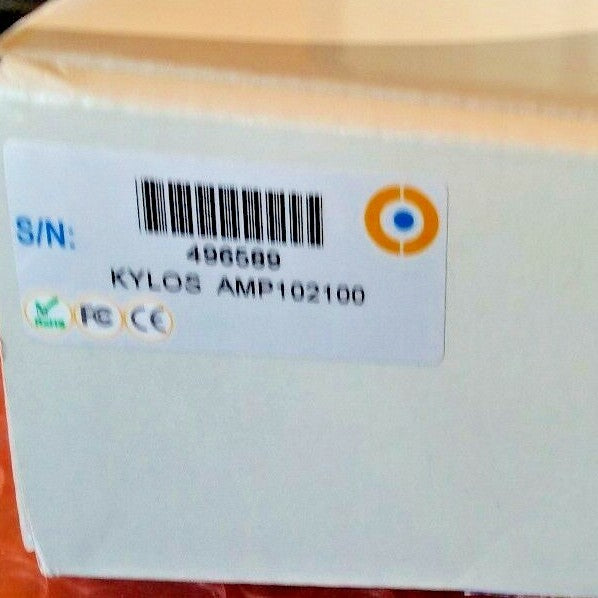 S/N:
496589
KYLOS AMP102100
RoHS FC CE